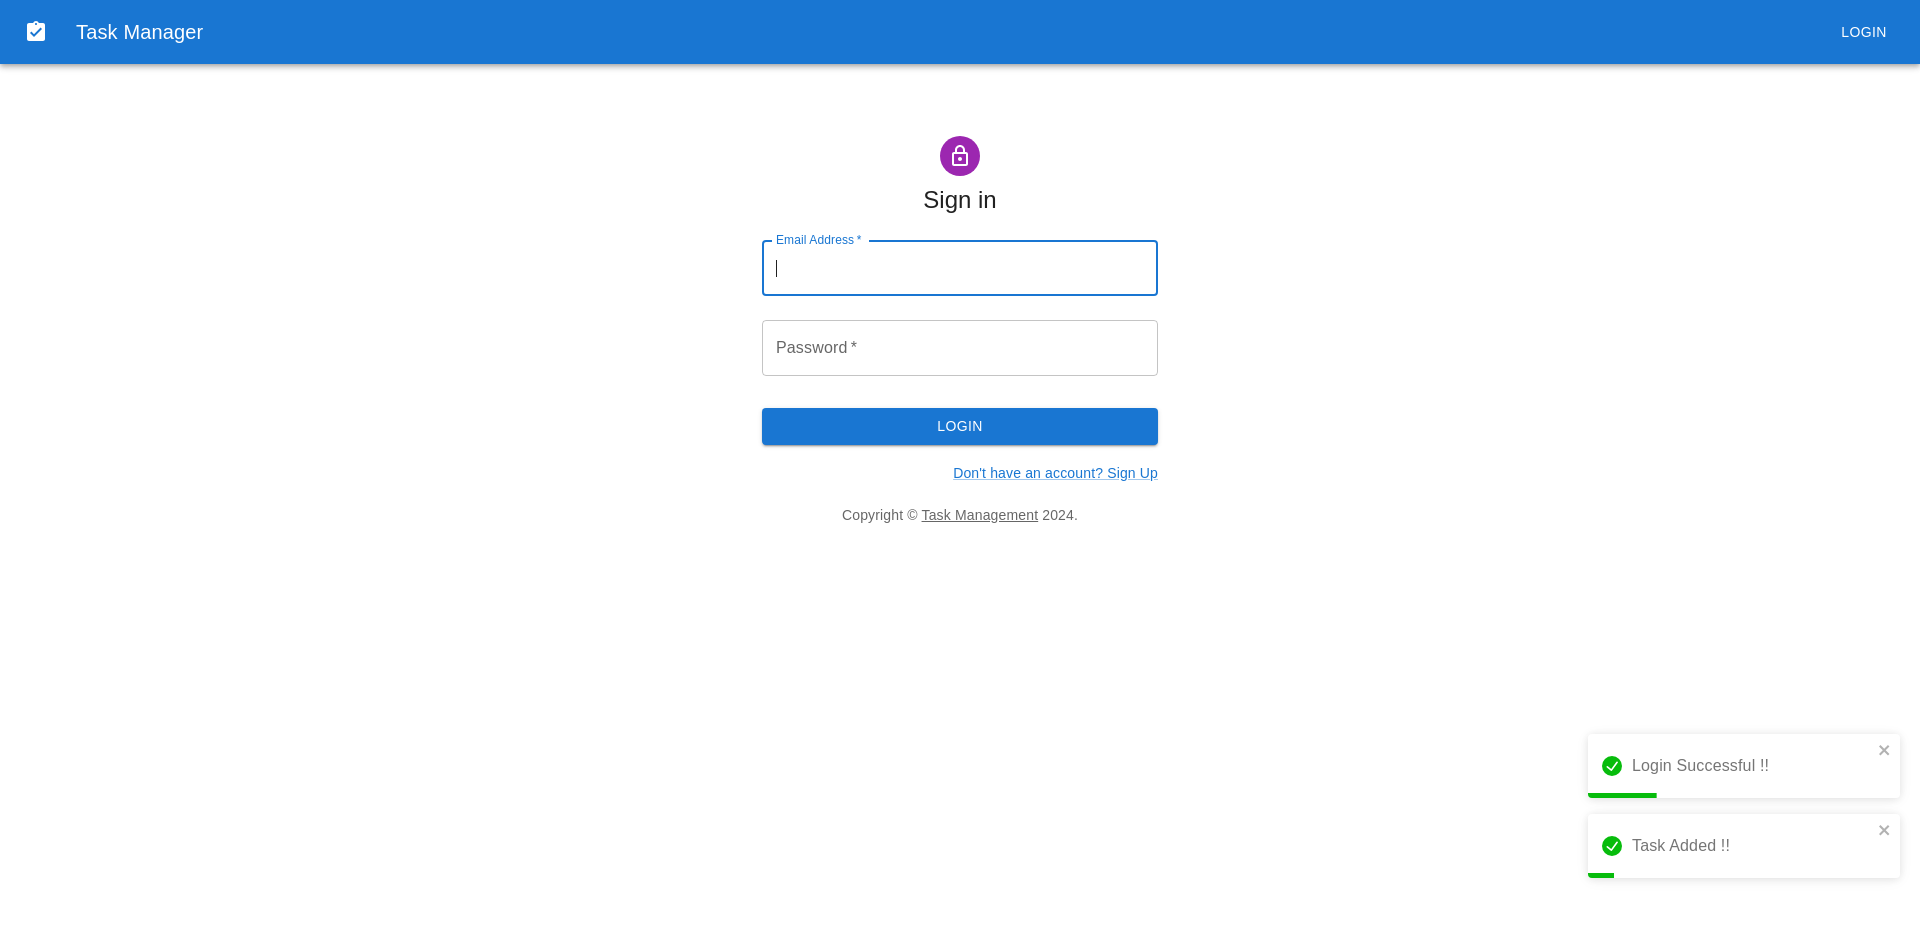 Task Manager
LOGIN
Sign in
Email Address *
Password *
LOGIN
Don't have an account? Sign Up
Copyright © Task Management 2024.
Login Successful !!
Task Added !!